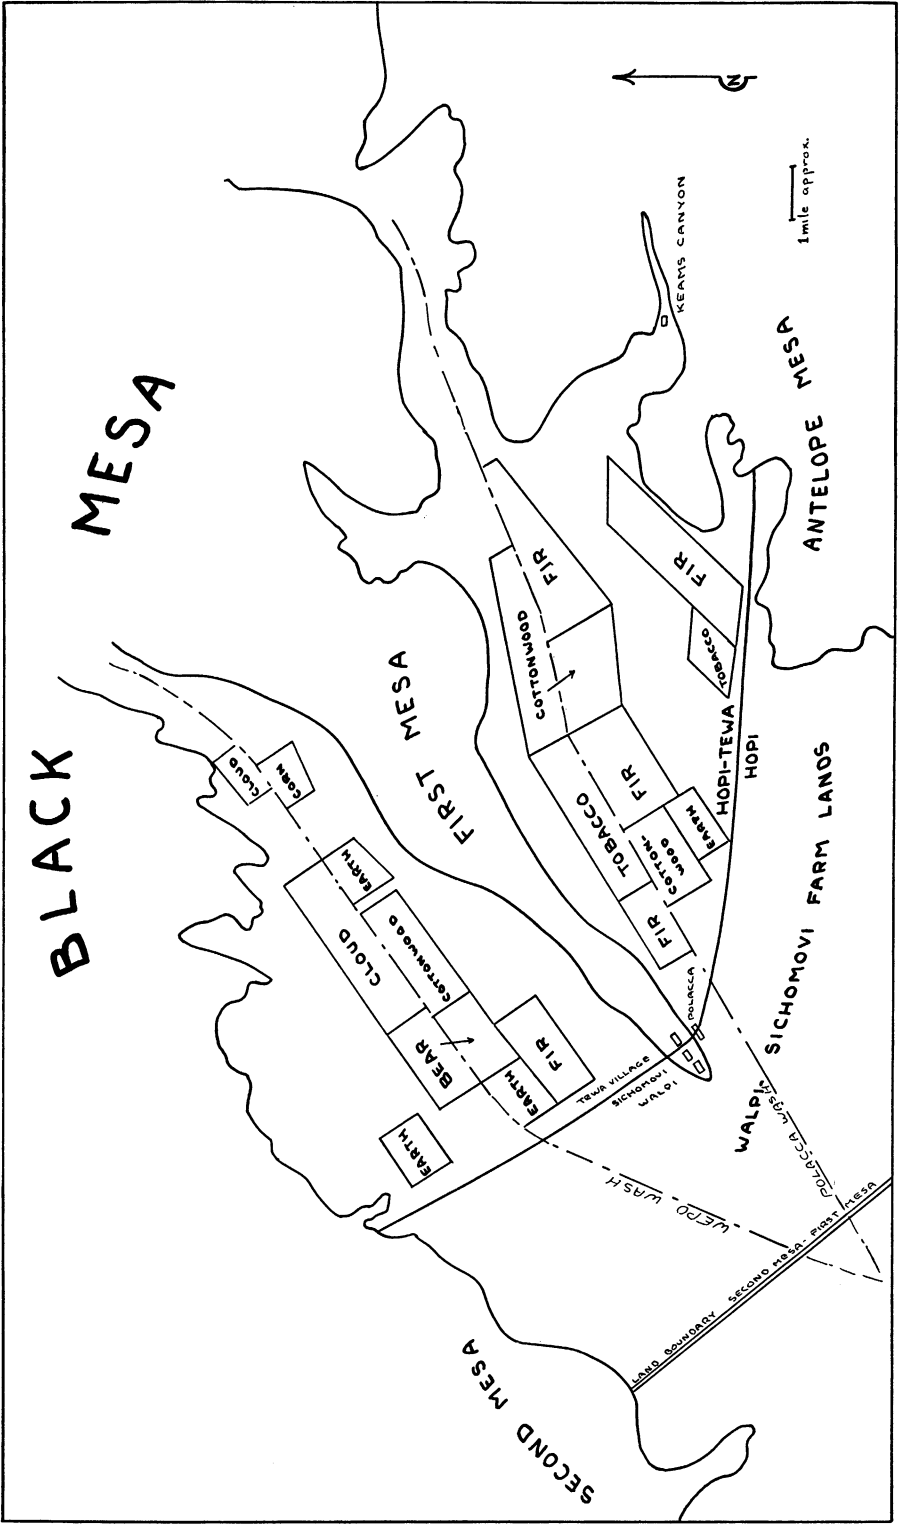 BLACK MESA
N
1 mile approx.
KEAMS CANYON
ANTELOPE MESA
FIRST MESA
FIR
COTTONWOOD
FIR
TOBACCO
HOPI-TEWA
HOPI
TOBACCO
FIR
COTTON-
WOOD
EARTH
FIR
CLOUD
CORN
EARTH
CLOUD
COTTONWOOD
BEAR
FIR
EARTH
EARTH
POLACCA
TEWA VILLAGE
SICHOMOVI
WALPI
WALPI-SICHOMOVI FARM LANDS
POLACCA WASH
WEPO WASH
LAND BOUNDARY SECOND MESA - FIRST MESA
SECOND MESA